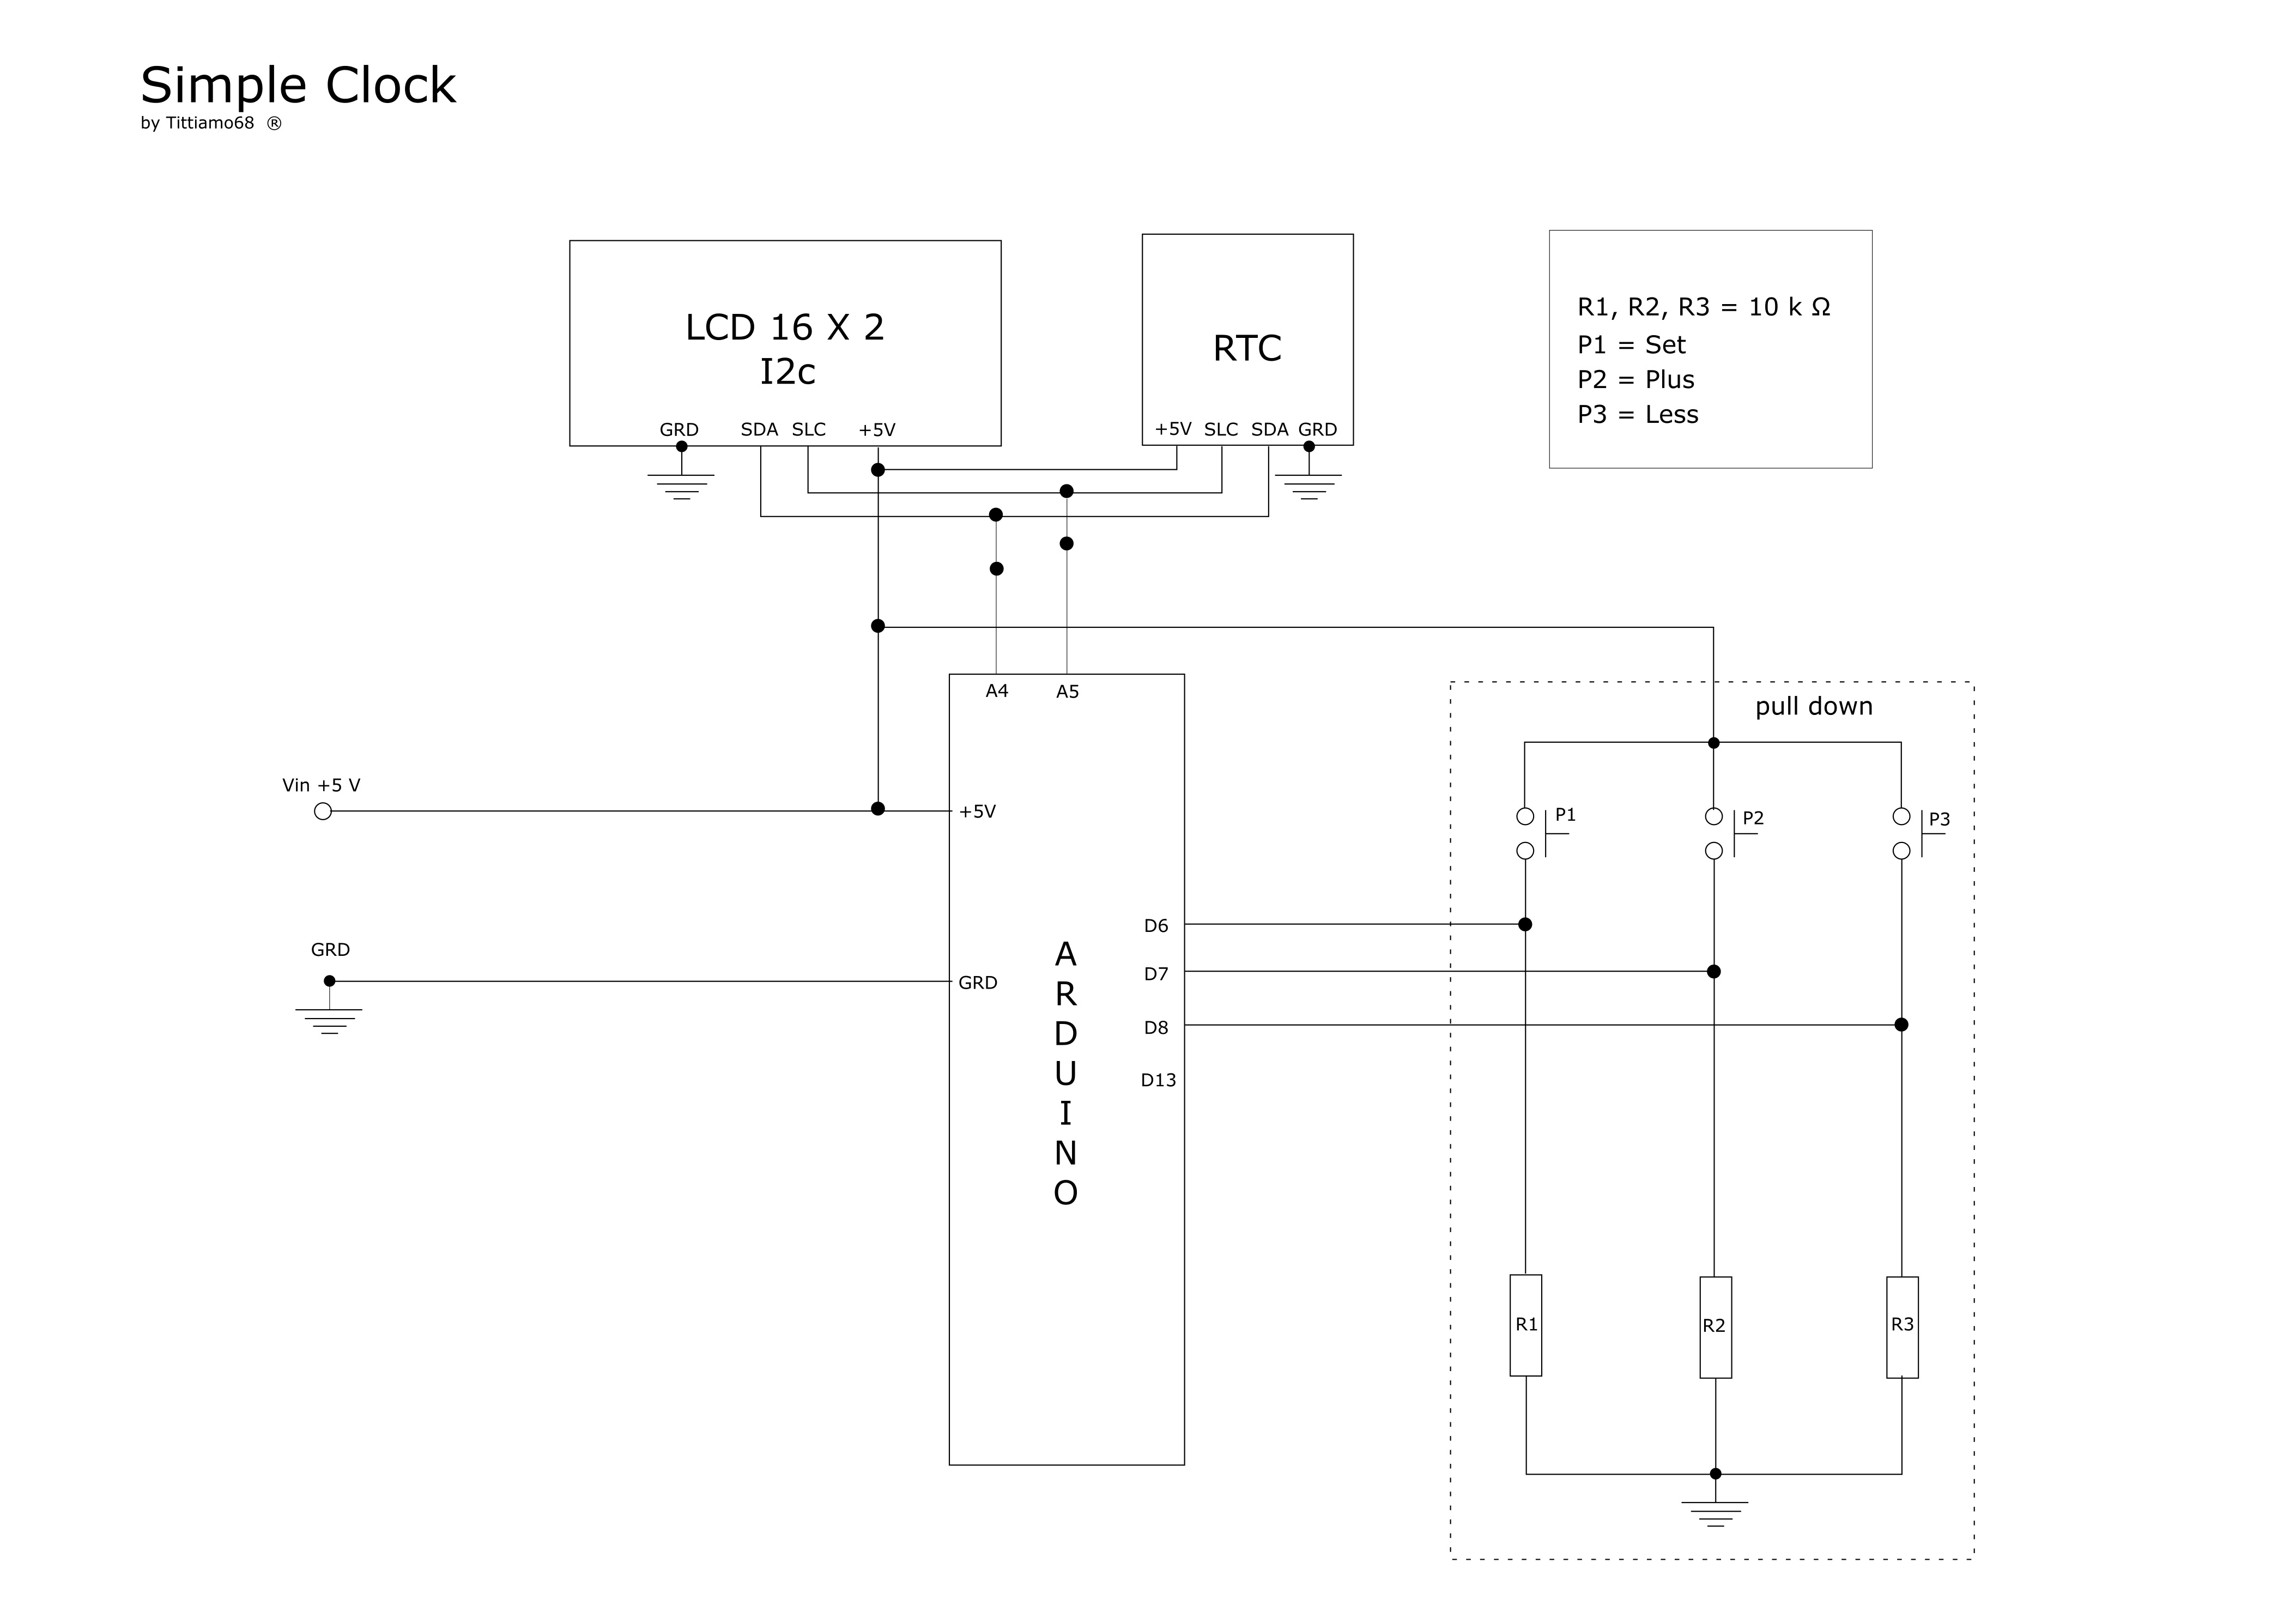 Simple Clock
by Tittiamo68 ®
LCD 16 X 2
I2c
GRD SDA SLC +5V
RTC
+5V SLC SDA GRD
R1, R2, R3 = 10 k Ω
P1 = Set
P2 = Plus
P3 = Less
A4 A5
pull down
Vin +5 V
+5V
P1 P2 P3
GRD
GRD
D6
D7
D8
D13
A
R
D
U
I
N
O
R1 R2 R3